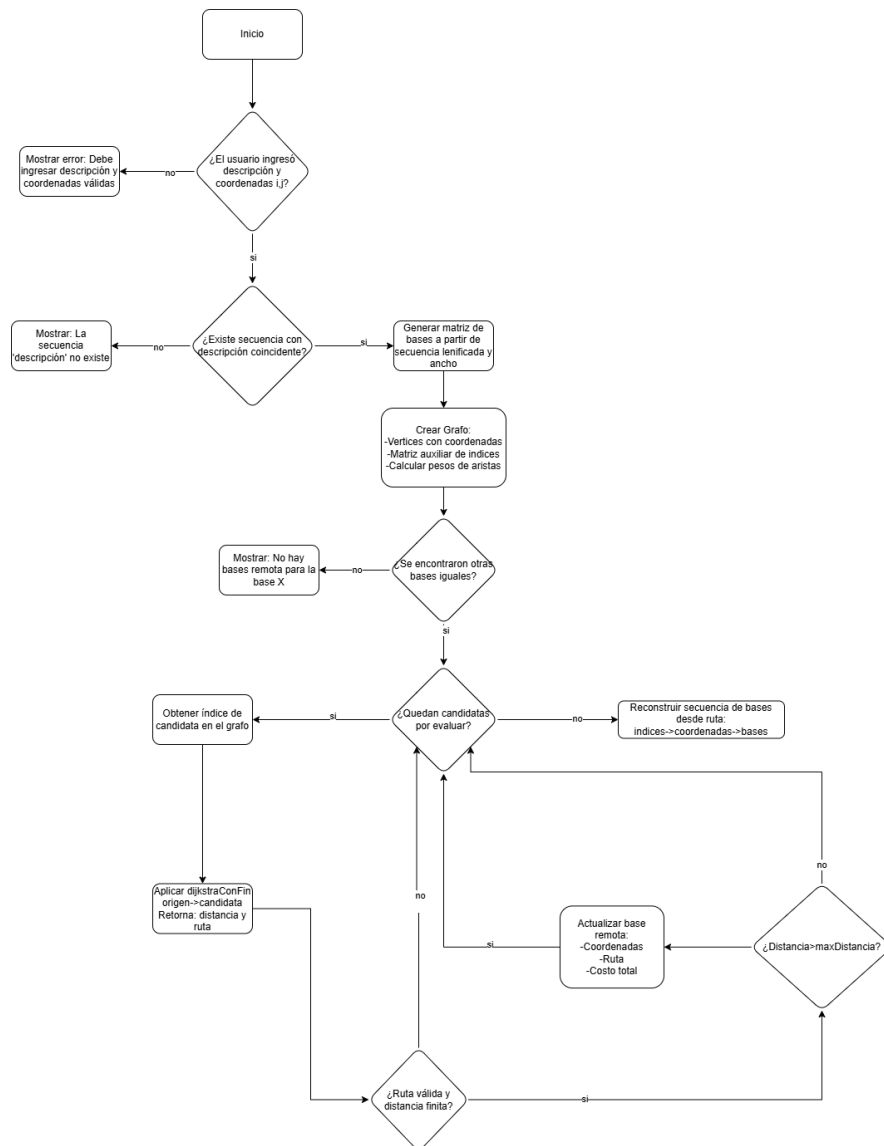 Inicio
¿El usuario ingresó
descripción y
coordenadas i,j?
no
Mostrar error: Debe
ingresar descripción y
coordenadas válidas
si
¿Existe secuencia con
descripción coincidente?
no
Mostrar: La
secuencia
'descripción' no existe
si
Generar matriz de
bases a partir de
secuencia lenificada y
ancho
Crear Grafo:
-Vertices con coordenadas
-Matriz auxiliar de indices
-Calcular pesos de aristas
¿Se encontraron otras
bases iguales?
no
Mostrar: No hay
bases remota para la
base X
si
¿Quedan candidatas
por evaluar?
si
Obtener índice de
candidata en el grafo
no
Reconstruir secuencia de bases
desde ruta:
indices->coordenadas->bases
Aplicar dijkstraConFin
origen->candidata
Retorna: distancia y
ruta
no
¿Ruta válida y
distancia finita?
si
¿Distancia>maxDistancia?
no
Actualizar base
remota:
-Coordenadas
-Ruta
-Costo total
si